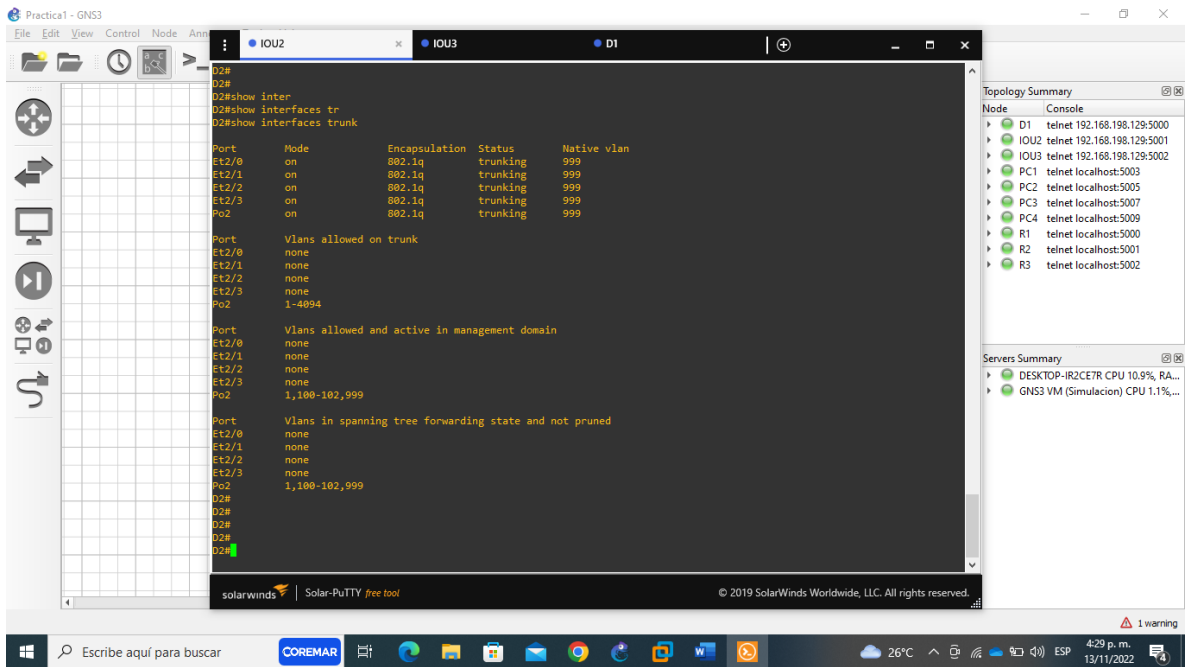 Practica1 - GNS3
File Edit View Control Node Ann
IOU2 × IOU3 D1
D2#
D2#
D2#show inter
D2#show interfaces tr
D2#show interfaces trunk
Port Mode Encapsulation Status Native vlan
Et2/0 on 802.1q trunking 999
Et2/1 on 802.1q trunking 999
Et2/2 on 802.1q trunking 999
Et2/3 on 802.1q trunking 999
Po2 on 802.1q trunking 999
Port Vlans allowed on trunk
Et2/0 none
Et2/1 none
Et2/2 none
Et2/3 none
Po2 1-4094
Port Vlans allowed and active in management domain
Et2/0 none
Et2/1 none
Et2/2 none
Et2/3 none
Po2 1,100-102,999
Port Vlans in spanning tree forwarding state and not pruned
Et2/0 none
Et2/1 none
Et2/2 none
Et2/3 none
Po2 1,100-102,999
D2#
D2#
D2#
D2#
D2#
solarwinds Solar-PuTTY free tool © 2019 SolarWinds Worldwide, LLC. All rights reserved.
Topology Summary
Node Console
D1 telnet 192.168.198.129:5000
IOU2 telnet 192.168.198.129:5001
IOU3 telnet 192.168.198.129:5002
PC1 telnet localhost:5003
PC2 telnet localhost:5005
PC3 telnet localhost:5007
PC4 telnet localhost:5009
R1 telnet localhost:5000
R2 telnet localhost:5001
R3 telnet localhost:5002
Servers Summary
DESKTOP-IR2CE7R CPU 10.9%, RA...
GNS3 VM (Simulacion) CPU 1.1%,...
1 warning
Escribe aquí para buscar
COREMAR
26°C
ESP
4:29 p. m.
13/11/2022